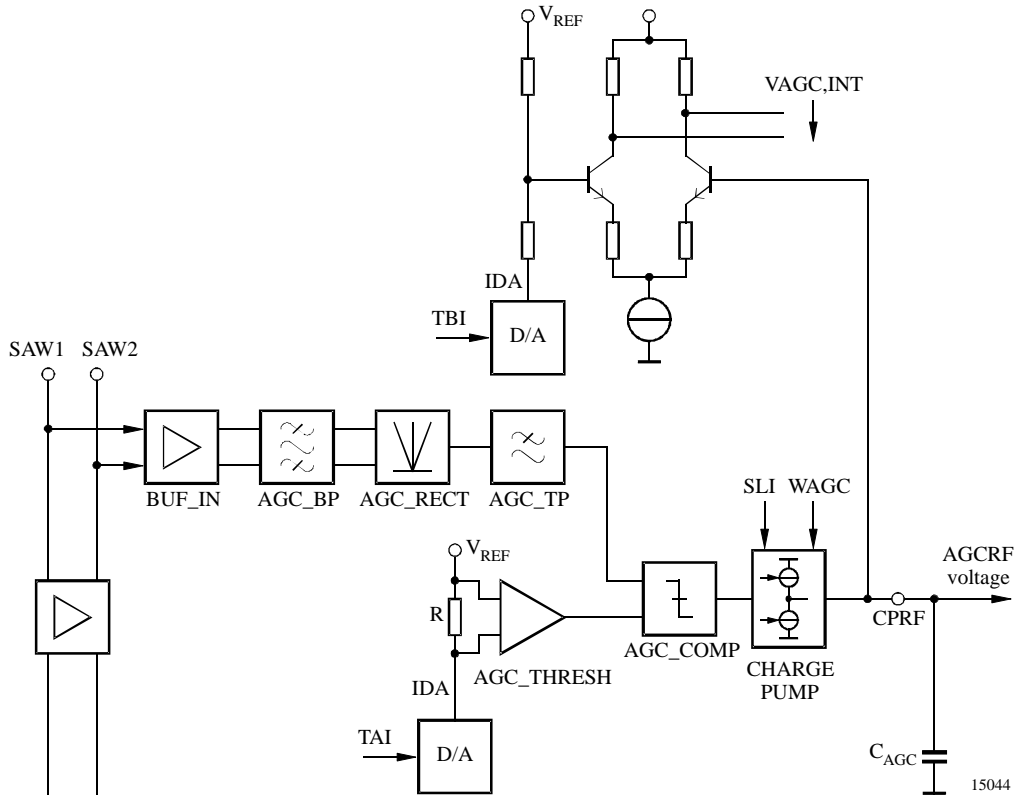 VREF
VAGC,INT
IDA
TBI
D/A
SAW1 SAW2
BUF_IN
AGC_BP
AGC_RECT
AGC_TP
SLI WAGC
VREF
R
AGC_THRESH
AGC_COMP
CHARGE
PUMP
CPRF
AGCRF
voltage
IDA
TAI
D/A
CAGC
15044